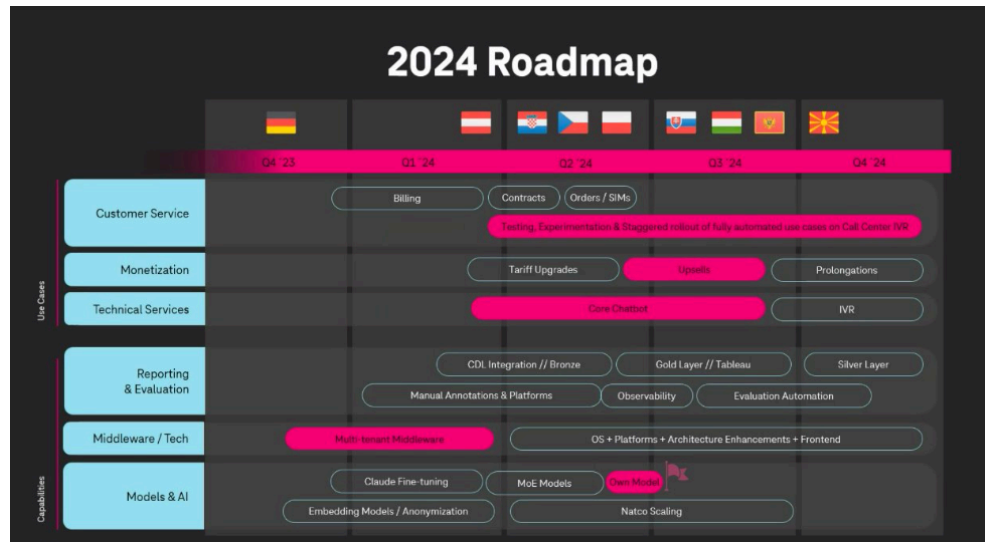 2024 Roadmap
Q4 '23
Q1 '24
Q2 '24
Q3 '24
Q4 '24
Use Cases
Customer Service
Billing
Contracts
Orders / SIMs
Testing, Experimentation & Staggered rollout of fully automated use cases on Call Center IVR
Monetization
Tariff Upgrades
Upsells
Prolongations
Technical Services
Core Chatbot
IVR
Capabilities
Reporting
& Evaluation
CDL Integration // Bronze
Gold Layer // Tableau
Silver Layer
Manual Annotations & Platforms
Observability
Evaluation Automation
Middleware / Tech
Multi-tenant Middleware
OS + Platforms + Architecture Enhancements + Frontend
Models & AI
Claude Fine-tuning
MoE Models
Own Model
Embedding Models / Anonymization
Natco Scaling